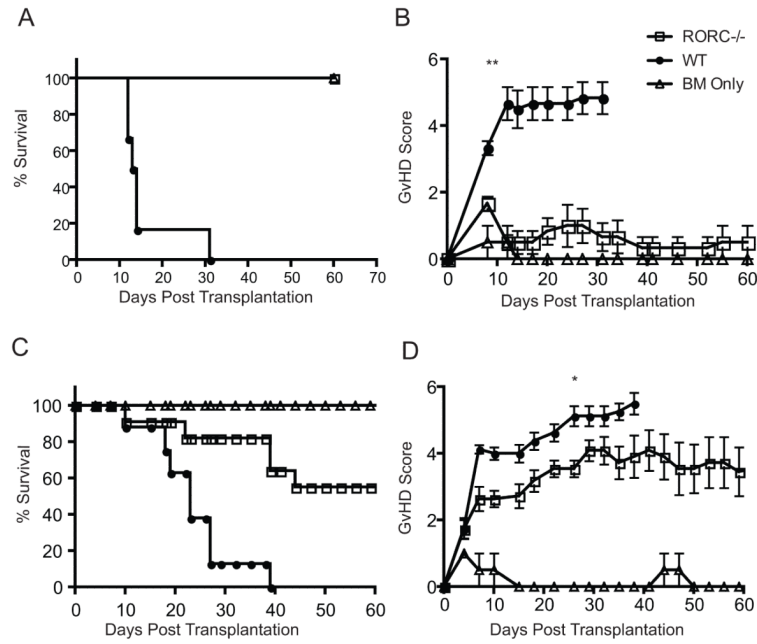 A
% Survival
100
80
60
40
20
0
0 10 20 30 40 50 60 70
Days Post Transplantation
B
**
RORC-/-
WT
BM Only
GvHD Score
6
4
2
0
0 10 20 30 40 50 60
Days Post Transplantation
C
% Survival
100
80
60
40
20
0
0 10 20 30 40 50 60
Days Post Transplantation
D
*
GvHD Score
6
4
2
0
0 10 20 30 40 50 60
Days Post Transplantation